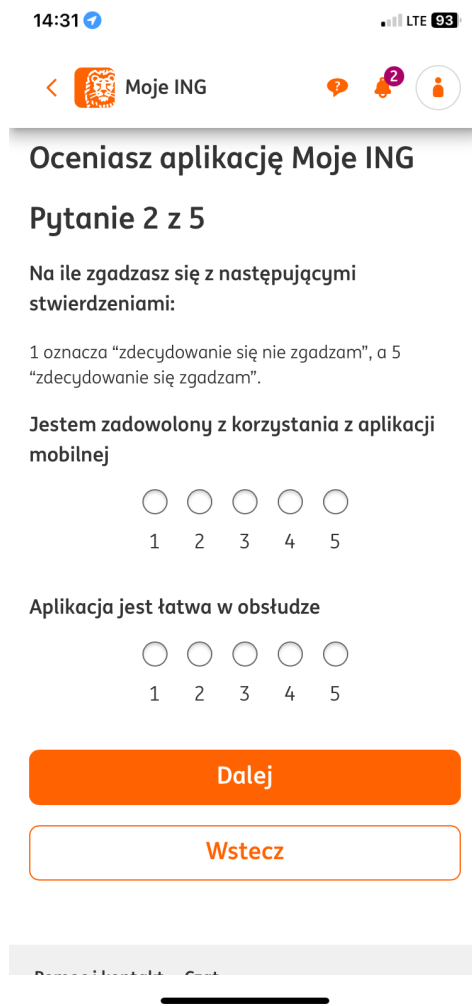 14:31
LTE 93
Moje ING
? 2
Oceniasz aplikację Moje ING
Pytanie 2 z 5
Na ile zgadzasz się z następującymi
stwierdzeniami:
1 oznacza “zdecydowanie się nie zgadzam”, a 5
“zdecydowanie się zgadzam”.
Jestem zadowolony z korzystania z aplikacji
mobilnej
1 2 3 4 5
Aplikacja jest łatwa w obsłudze
1 2 3 4 5
Dalej
Wstecz